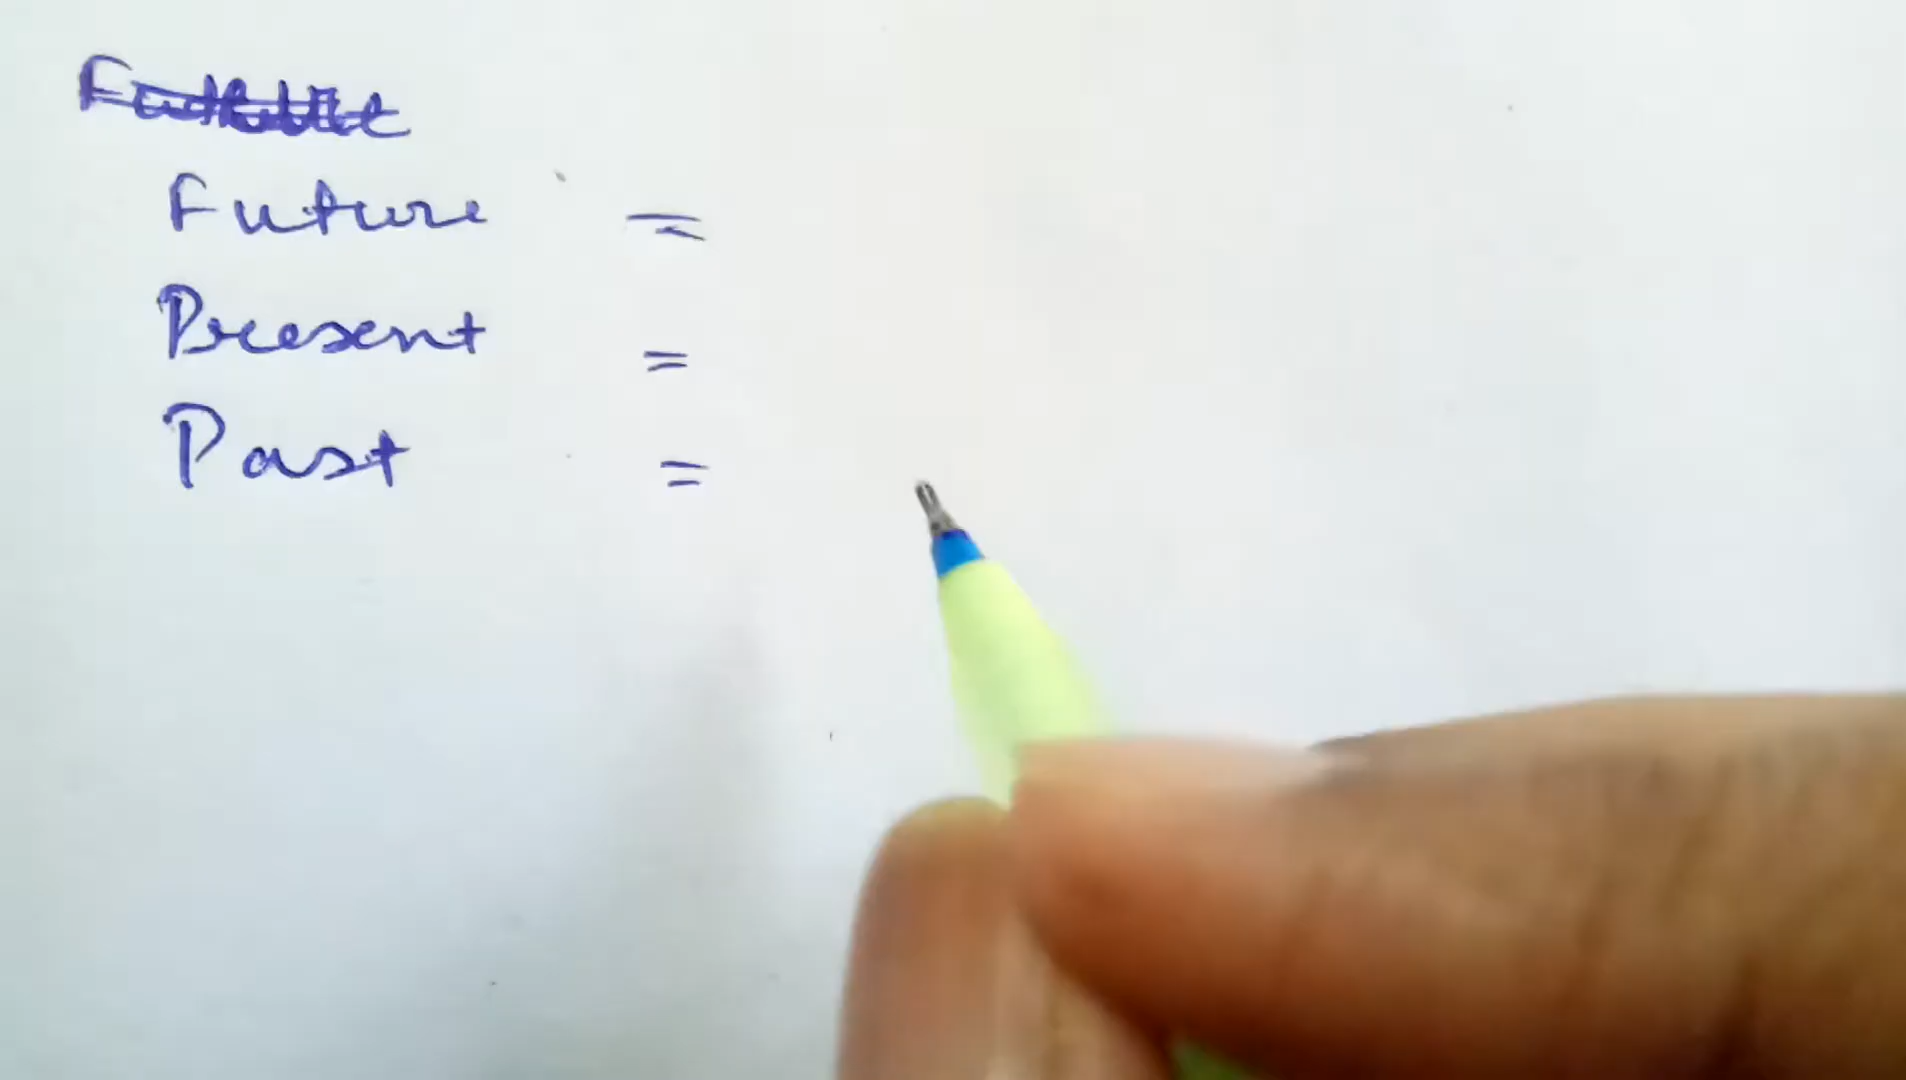 Future =
Present =
Past =